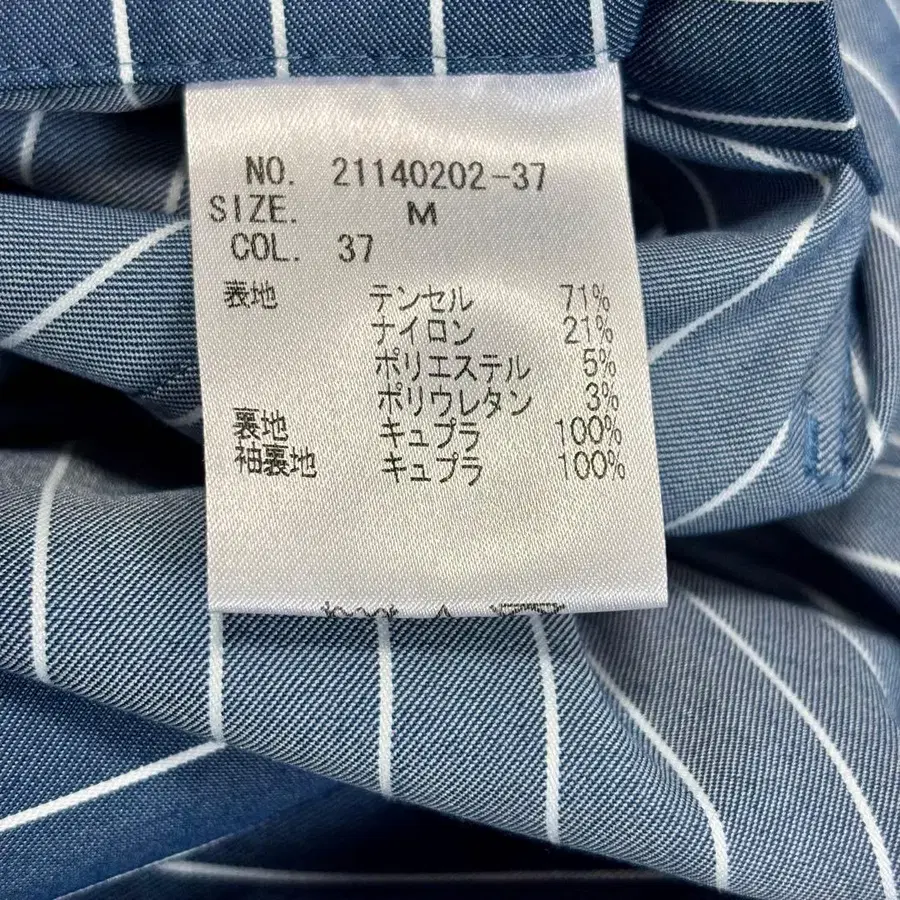 NO. 21140202-37
SIZE. M
COL. 37
表地 テンセル 71%
ナイロン 21%
ポリエステル 5%
ポリウレタン 3%
裏地 キュプラ 100%
袖裏地 キュプラ 100%